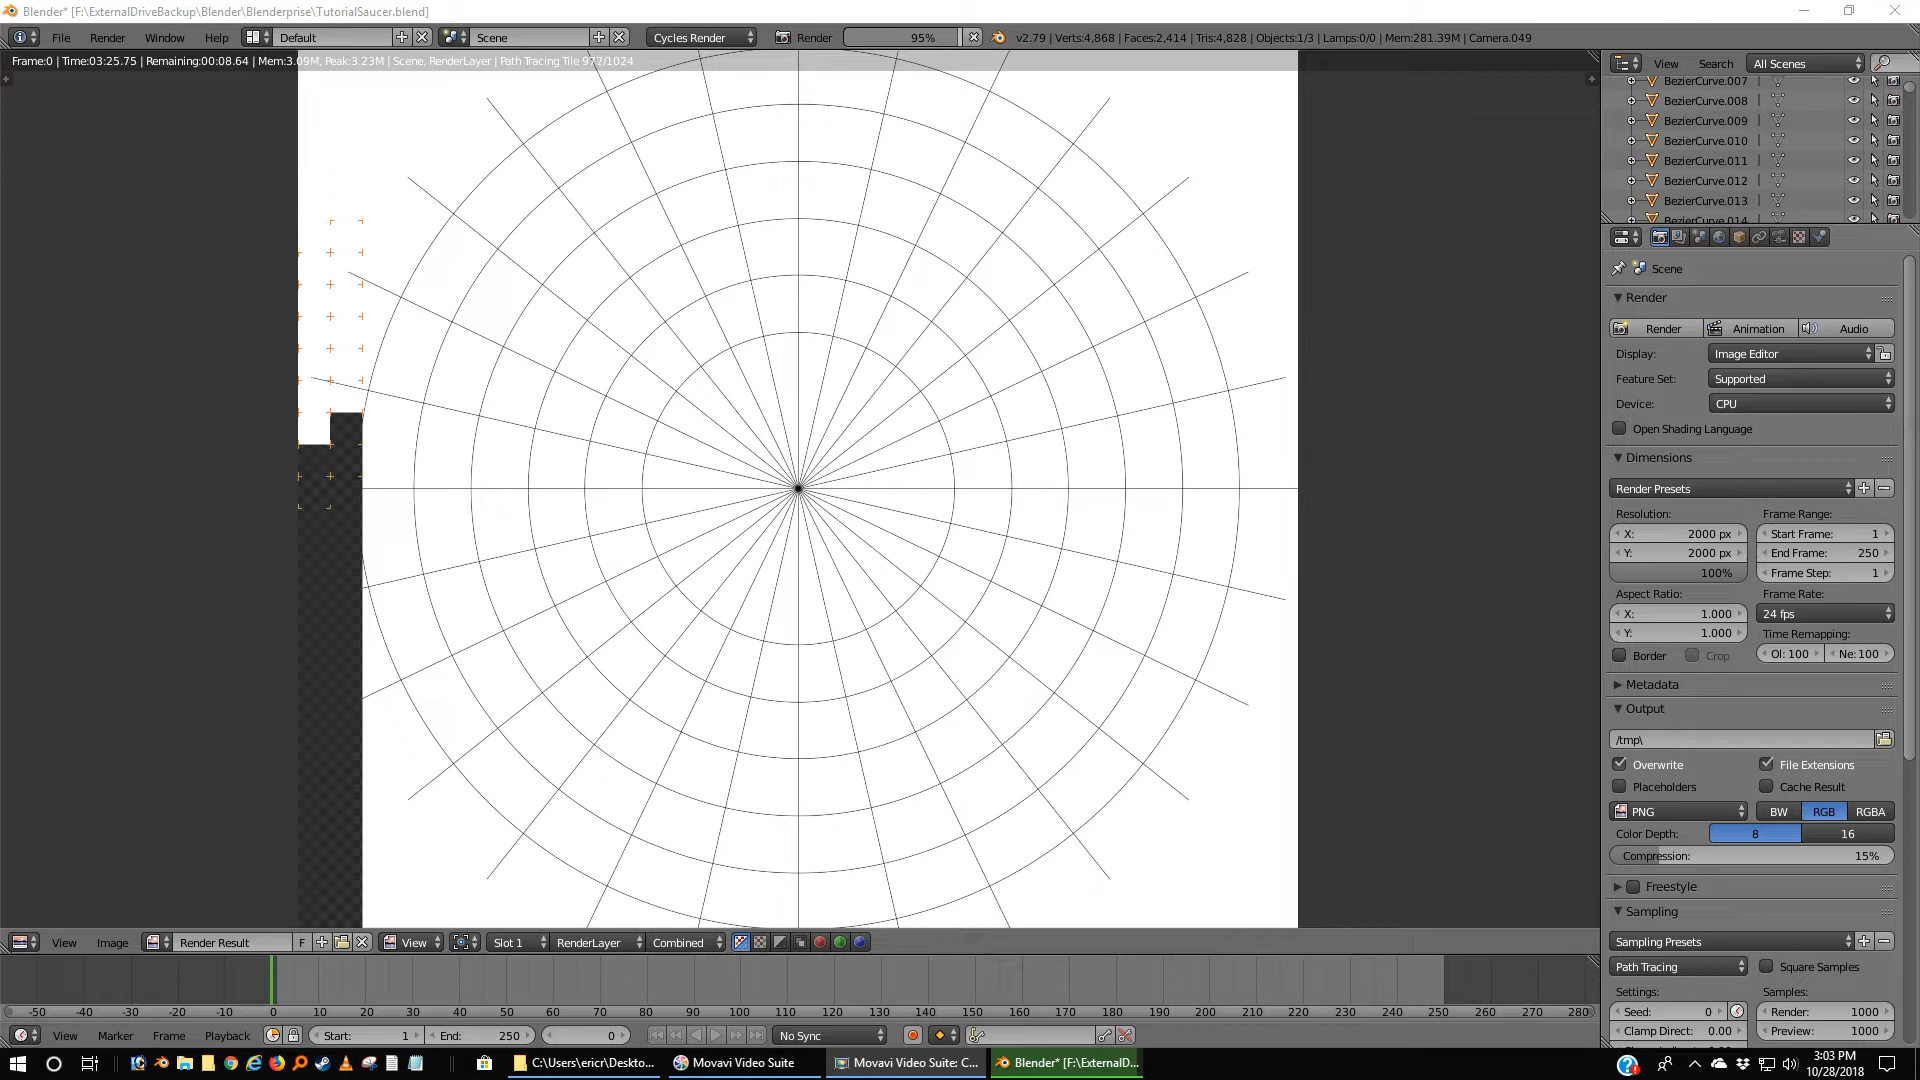 Blender* [F:\ExternalDriveBackup\Blender\Blenderprise\TutorialSaucer.blend]
File Render Window Help Default Scene Cycles Render Render 95% v2.79 | Verts:4,868 | Faces:2,414 | Tris:4,828 | Objects:1/3 | Lamps:0/0 | Mem:281.39M | Camera.049
Frame:0 | Time:03:25.75 | Remaining:00:08.64 | Mem:3.09M, Peak:3.23M | Scene, RenderLayer | Path Tracing Tile 972/1024
View Search All Scenes
BezierCurve.007
BezierCurve.008
BezierCurve.009
BezierCurve.010
BezierCurve.011
BezierCurve.012
BezierCurve.013
BezierCurve.014
Scene
Render
Render Animation Audio
Display: Image Editor
Feature Set: Supported
Device: CPU
Open Shading Language
Dimensions
Render Presets
Resolution: Frame Range:
X: 2000 px Start Frame: 1
Y: 2000 px End Frame: 250
100% Frame Step: 1
Aspect Ratio: Frame Rate:
X: 1.000 24 fps
Y: 1.000 Time Remapping:
Border Crop Ol: 100 Ne: 100
Metadata
Output
/tmp\
Overwrite File Extensions
Placeholders Cache Result
PNG BW RGB RGBA
Color Depth: 8 16
Compression: 15%
Freestyle
Sampling
Sampling Presets
Path Tracing Square Samples
Settings: Samples:
Seed: 0 Render: 1000
Clamp Direct: 0.00 Preview: 1000
View Image Render Result F View Slot 1 RenderLayer Combined
-50 -40 -30 -20 -10 0 10 20 30 40 50 60 70 80 90 100 110 120 130 140 150 160 170 180 190 200 210 220 230 240 250 260 270 280
View Marker Frame Playback Start: 1 End: 250 0 No Sync
C:\Users\ericr\Deskto... Movavi Video Suite Movavi Video Suite: C... Blender* [F:\ExternalD... 3:03 PM
10/28/2018